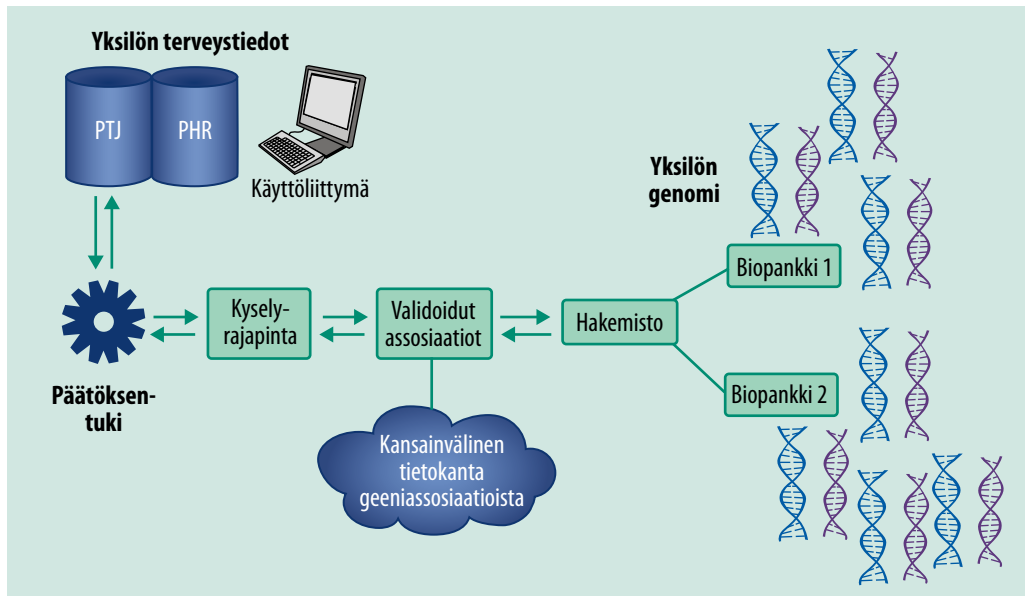 Yksilön terveystiedot
PTJ
PHR
Käyttöliittymä
Yksilön
genomi
Biopankki 1
Kysely-
rajapinta
Validoidut
assosiaatiot
Hakemisto
Päätöksen-
tuki
Biopankki 2
Kansainvälinen
tietokanta
geeniassosiaatioista